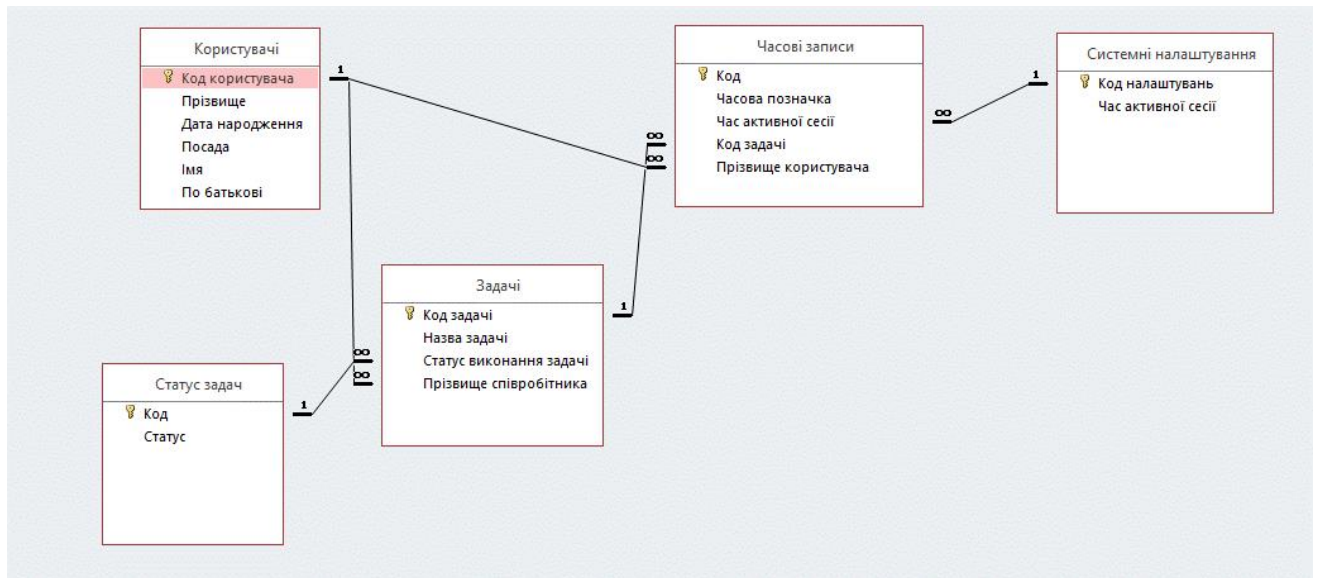 Користувачі
Код користувача
Прізвище
Дата народження
Посада
Імя
По батькові
1
Часові записи
Код
Часова позначка
Час активної сесії
Код задачі
Прізвище користувача
∞
∞
∞
Системні налаштування
Код налаштувань
Час активної сесії
1
Задачі
Код задачі
Назва задачі
Статус виконання задачі
Прізвище співробітника
1
∞
∞
Статус задач
Код
Статус
1